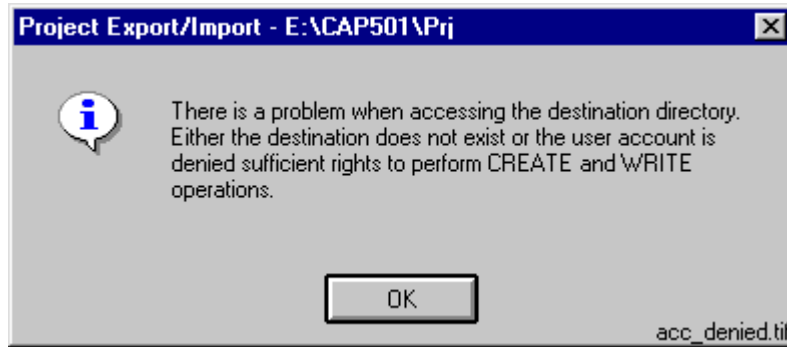 Project Export/Import - E:\CAP501\Prj
There is a problem when accessing the destination directory.
Either the destination does not exist or the user account is
denied sufficient rights to perform CREATE and WRITE
operations.
OK
acc_denied.tif